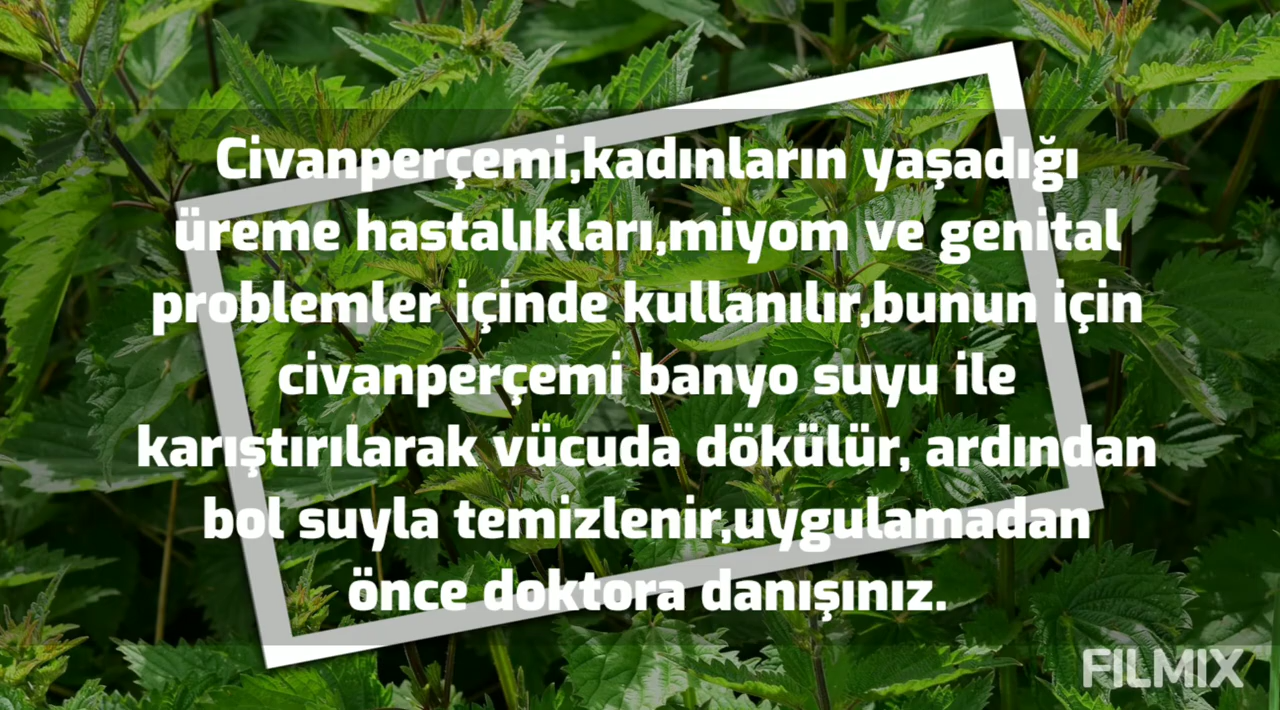 Civanperçemi,kadınların yaşadığı
üreme hastalıkları,miyom ve genital
problemler içinde kullanılır,bunun için
civanperçemi banyo suyu ile
karıştırılarak vücuda dökülür, ardından
bol suyla temizlenir,uygulamadan
önce doktora danışınız.
FILMIX